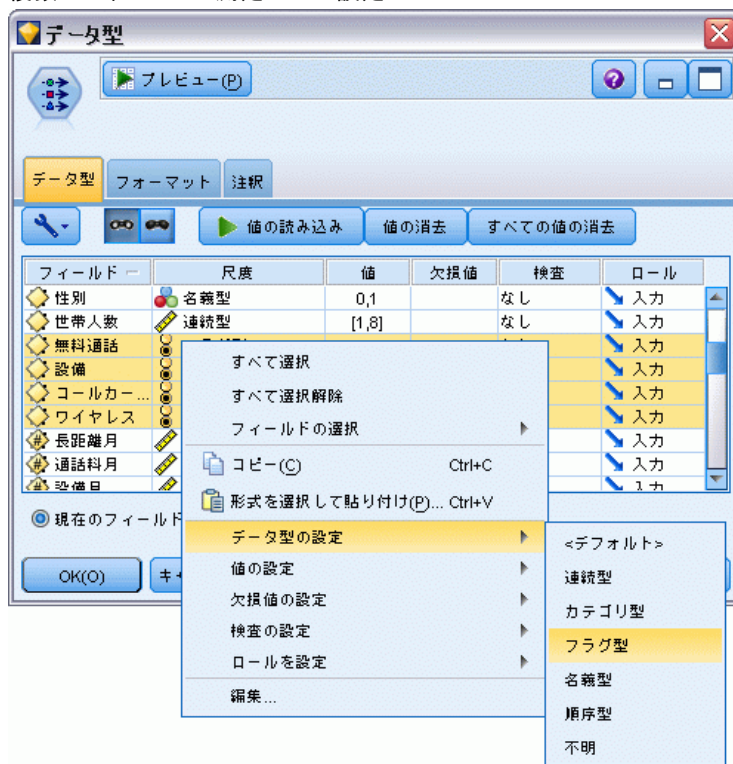 データ型
プレビュー(P)
データ型 フォーマット 注釈
値の読み込み 値の消去 すべての値の消去
フィールド 尺度 値 欠損値 検査 ロール
性別 名義型 0,1 なし 入力
世帯人数 連続型 [1,8] なし 入力
無料通話 入力
設備 入力
コールカー... 入力
ワイヤレス 入力
長距離月 入力
通話料月 入力
設備月 入力
すべて選択
すべて選択解除
フィールドの選択
コピー(C) Ctrl+C
形式を選択して貼り付け(P)... Ctrl+V
データ型の設定
値の設定
欠損値の設定
検査の設定
ロールを設定
編集...
<デフォルト>
連続型
カテゴリ型
フラグ型
名義型
順序型
不明
現在のフィールド
OK(O) キャ